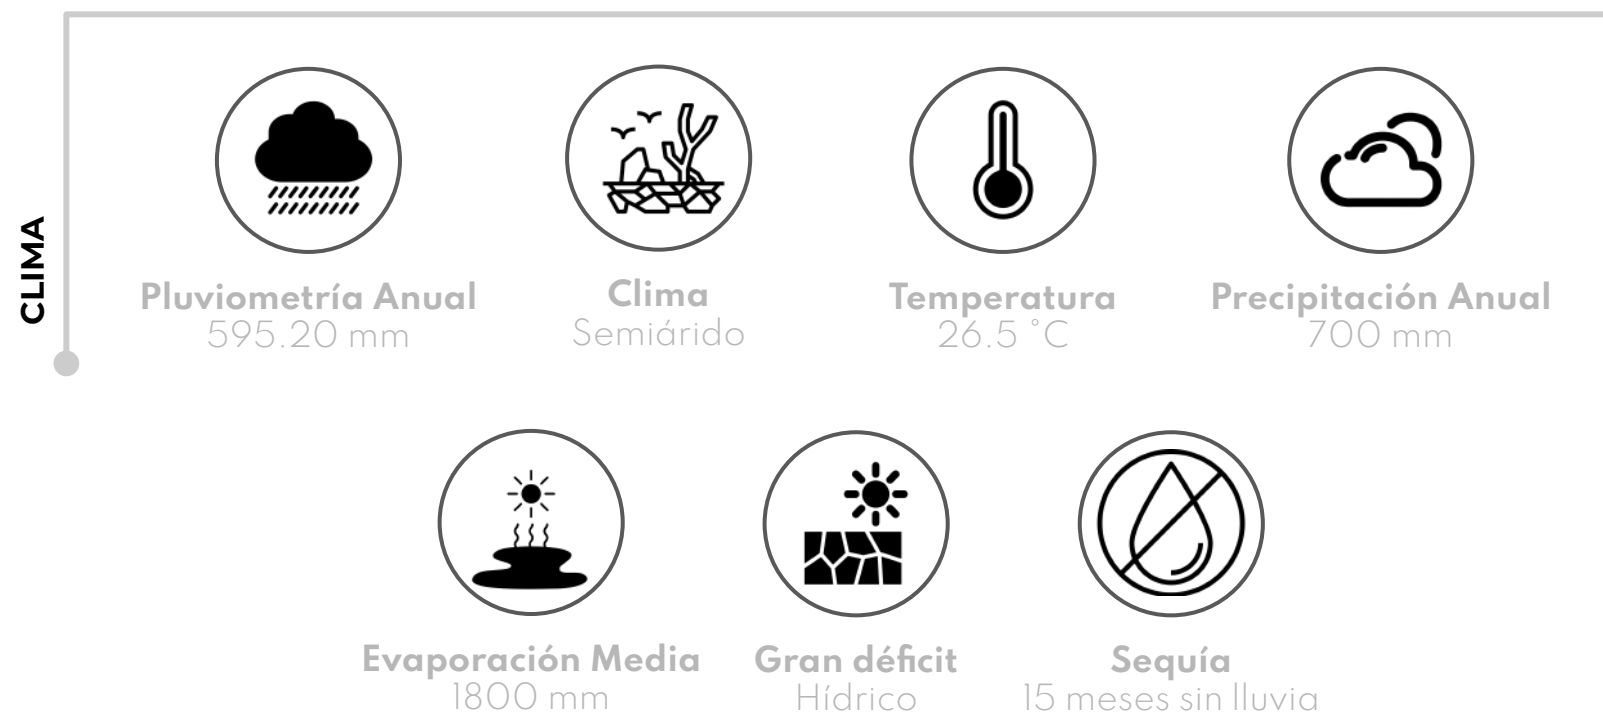 CLIMA
Pluviometría Anual
595.20 mm
Clima
Semiárido
Temperatura
26.5 °C
Precipitación Anual
700 mm
Evaporación Media
1800 mm
Gran déficit
Hídrico
Sequía
15 meses sin lluvia